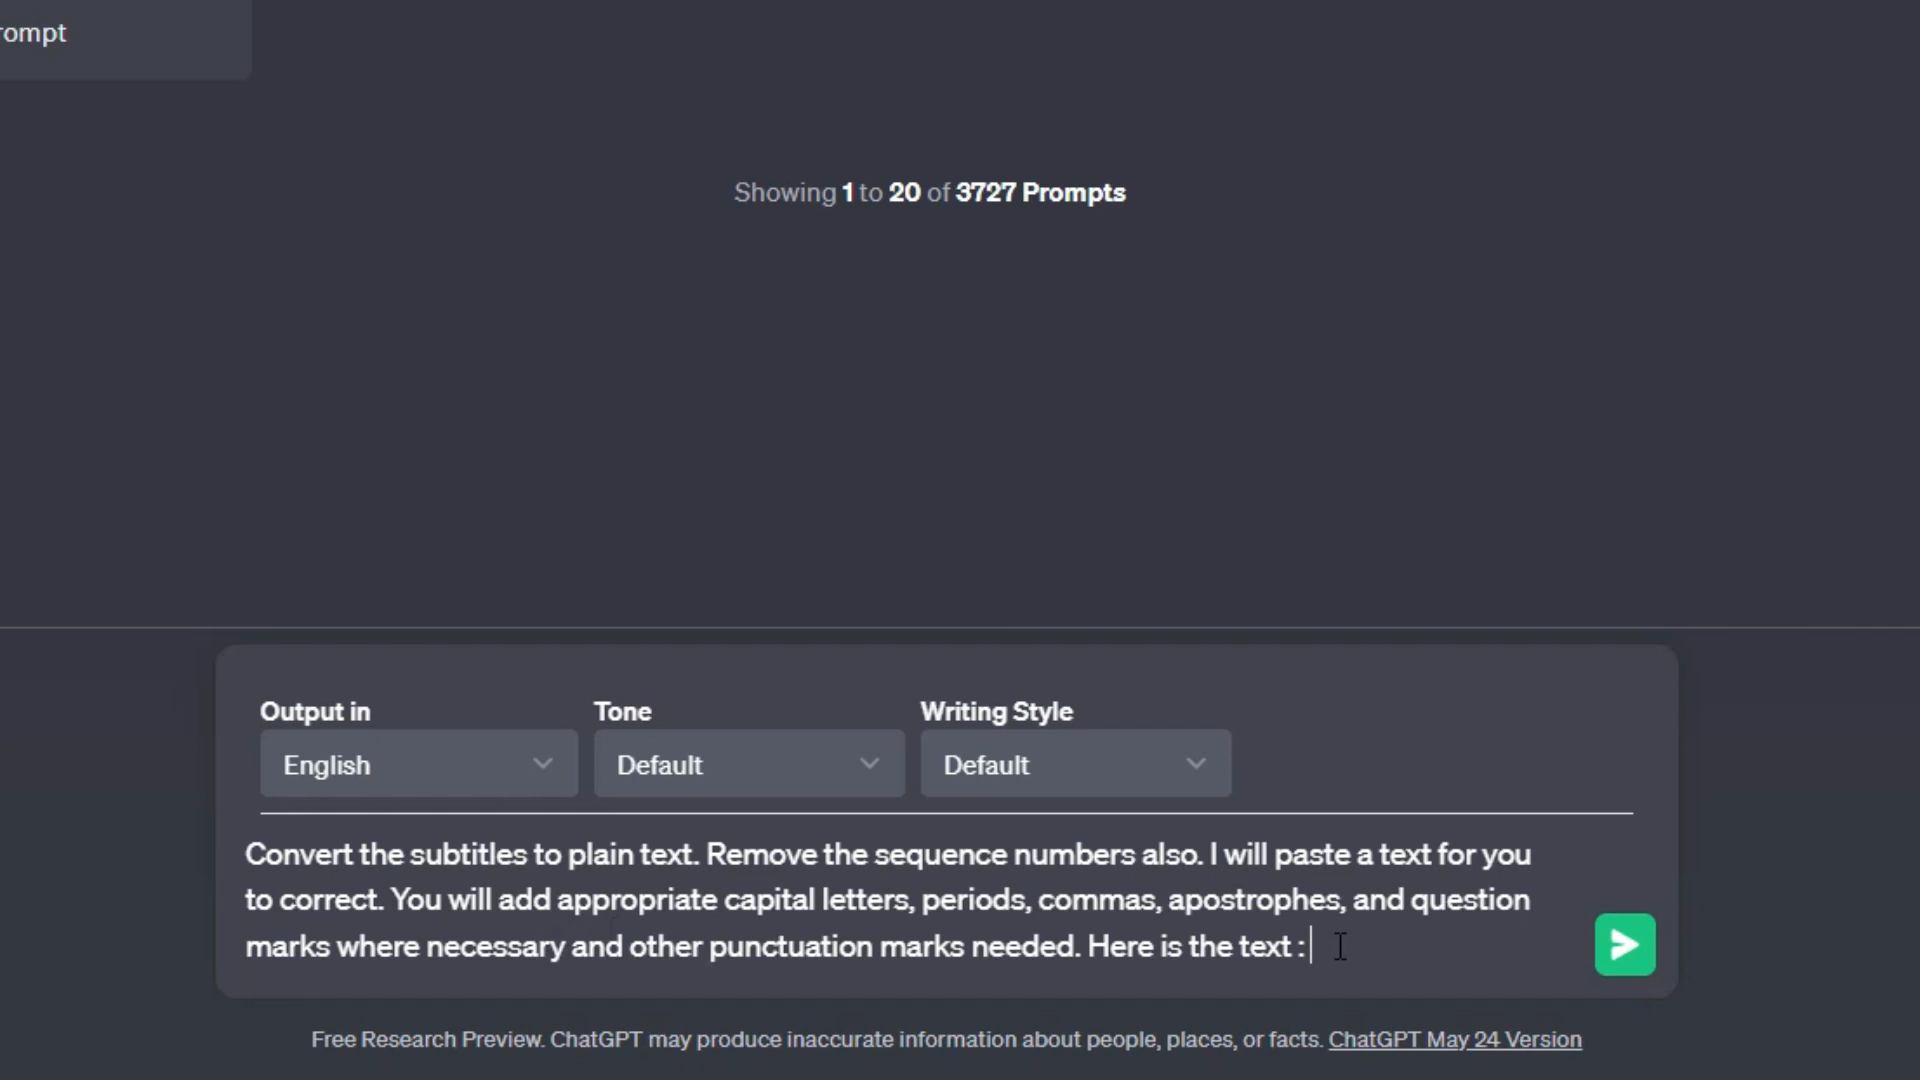 rompt
Showing 1 to 20 of 3727 Prompts
Output in
Tone
Writing Style
English
Default
Default
Convert the subtitles to plain text. Remove the sequence numbers also. I will paste a text for you
to correct. You will add appropriate capital letters, periods, commas, apostrophes, and question
marks where necessary and other punctuation marks needed. Here is the text :
Free Research Preview. ChatGPT may produce inaccurate information about people, places, or facts. ChatGPT May 24 Version